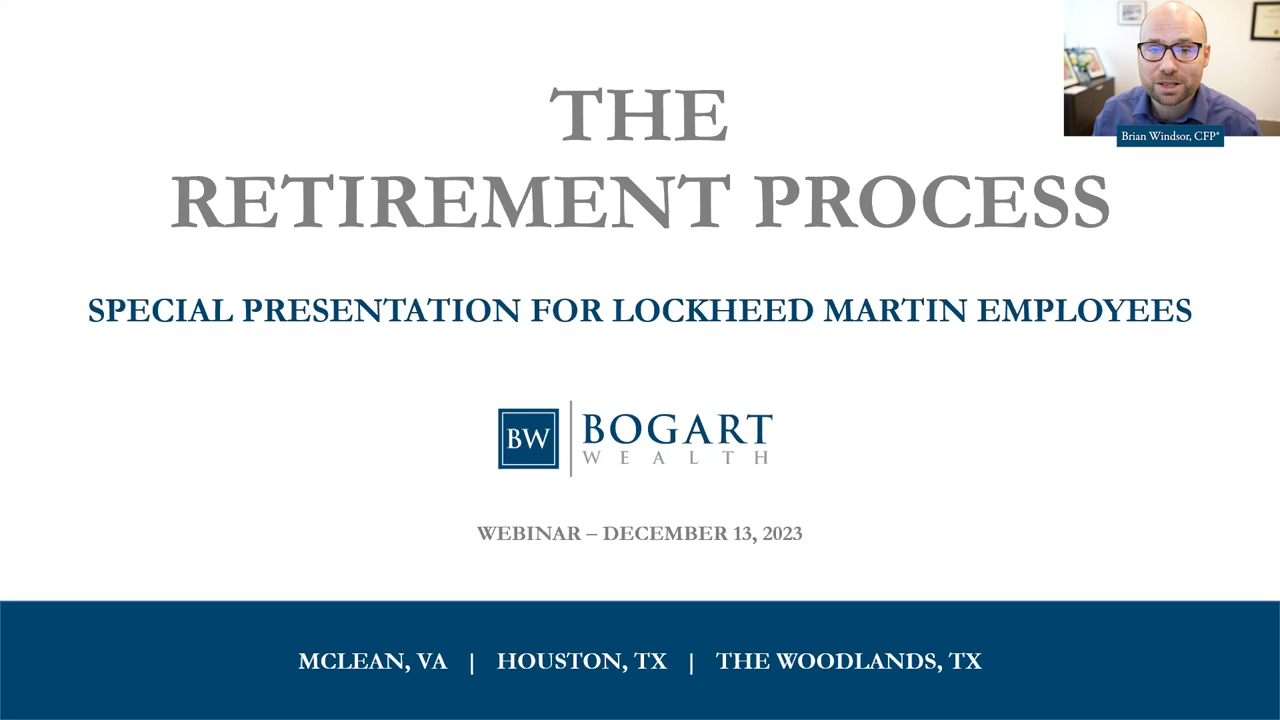 THE
RETIREMENT PROCESS
Brian Windsor, CFP®
SPECIAL PRESENTATION FOR LOCKHEED MARTIN EMPLOYEES
BW
BOGART
WEALTH
WEBINAR – DECEMBER 13, 2023
MCLEAN, VA | HOUSTON, TX | THE WOODLANDS, TX